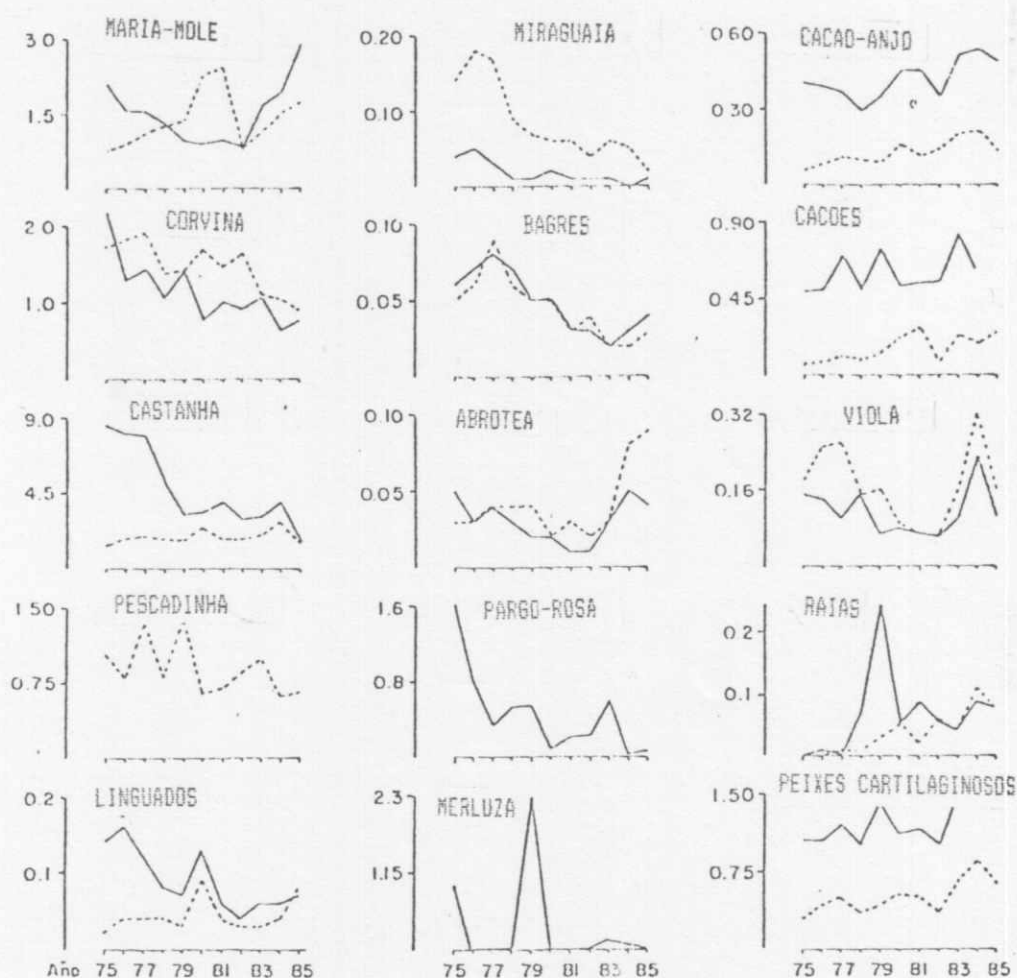 MARIA-MOLE
3.0
1.5
MIRAGUAIA
0.20
0.10
CACAO-ANJO
0.60
0.30
CORVINA
2.0
1.0
BAGRES
0.10
0.05
CACOES
0.90
0.45
CASTANHA
9.0
4.5
ABROTEA
0.10
0.05
VIOLA
0.32
0.16
PESCADINHA
1.50
0.75
PARGO-ROSA
1.6
0.8
RAIAS
0.2
0.1
LINGUADOS
0.2
0.1
MERLUZA
2.3
1.15
PEIXES CARTILAGINOSOS
1.50
0.75
Año 75 77 79 81 83 85
75 77 79 81 83 85
75 77 79 81 83 85